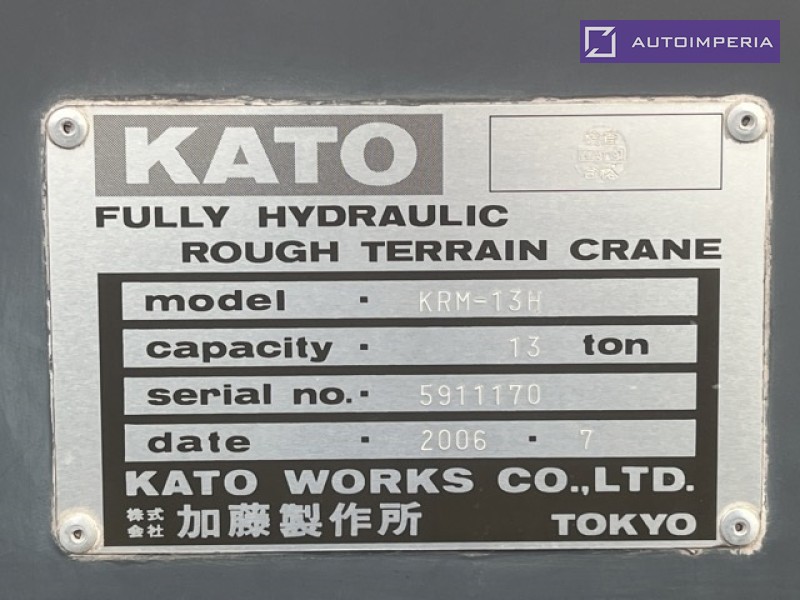 AUTOIMPERIA
KATO
FULLY HYDRAULIC
ROUGH TERRAIN CRANE
model · KRM-13H
capacity · 13 ton
serial no. · 5911170
date · 2006 · 7
KATO WORKS CO.,LTD.
株式会社 加藤製作所 TOKYO